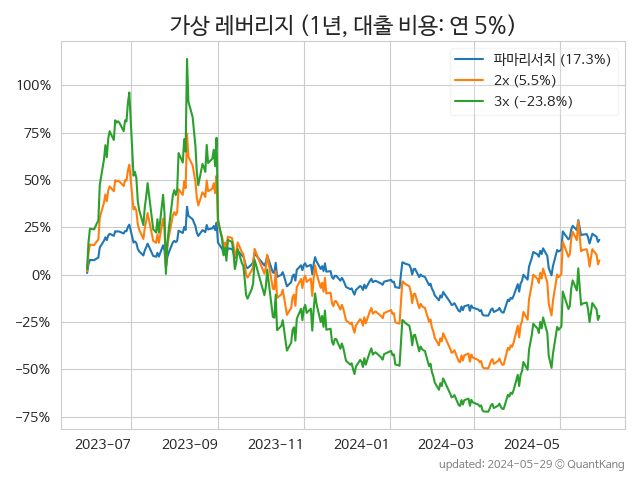 가상 레버리지 (1년, 대출 비용: 연 5%)
파마리서치 (17.3%)
2x (5.5%)
3x (−23.8%)
100%
75%
50%
25%
0%
−25%
−50%
−75%
2023-07
2023-09
2023-11
2024-01
2024-03
2024-05
updated: 2024-05-29 © QuantKang